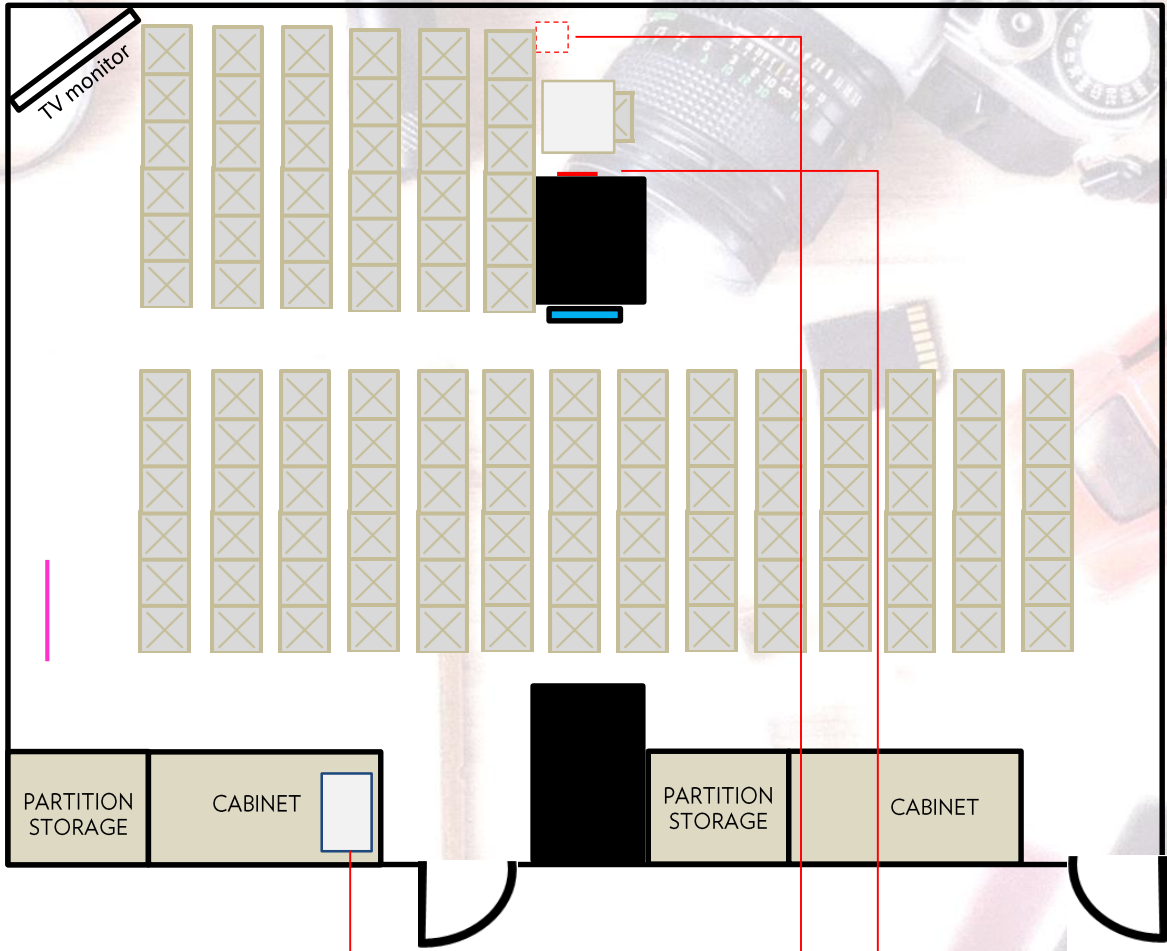 TV monitor
PARTITION
STORAGE
CABINET
PARTITION
STORAGE
CABINET